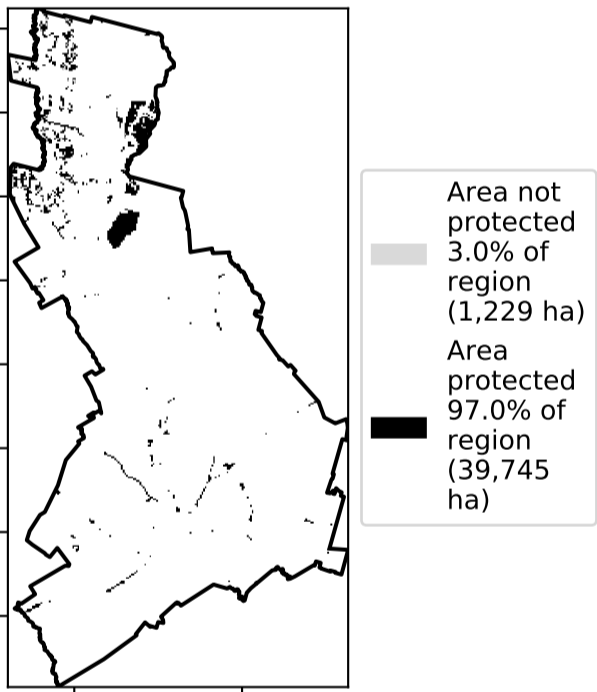 Area not
protected
3.0% of
region
(1,229 ha)
Area
protected
97.0% of
region
(39,745
ha)